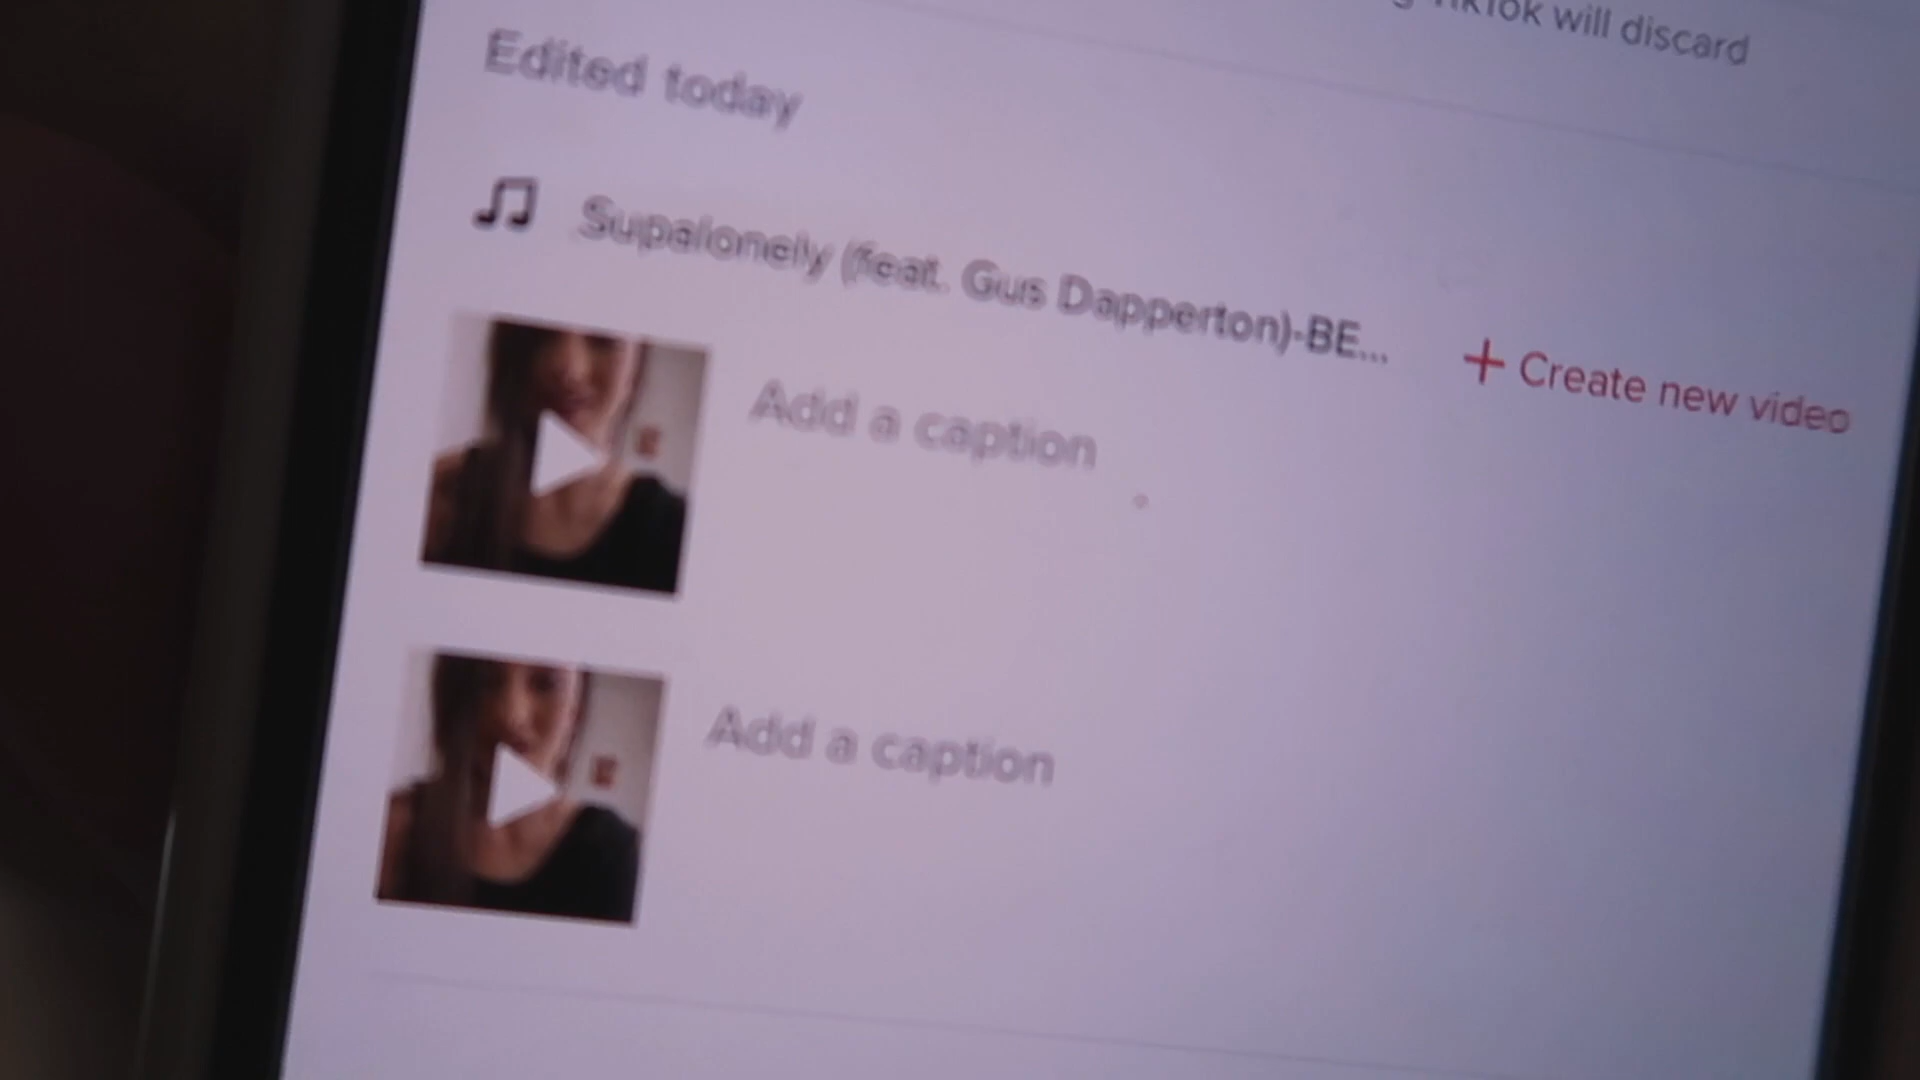 TikTok will discard
Edited today
Supalonely (feat. Gus Dapperton)-BE...
+ Create new video
Add a caption
Add a caption